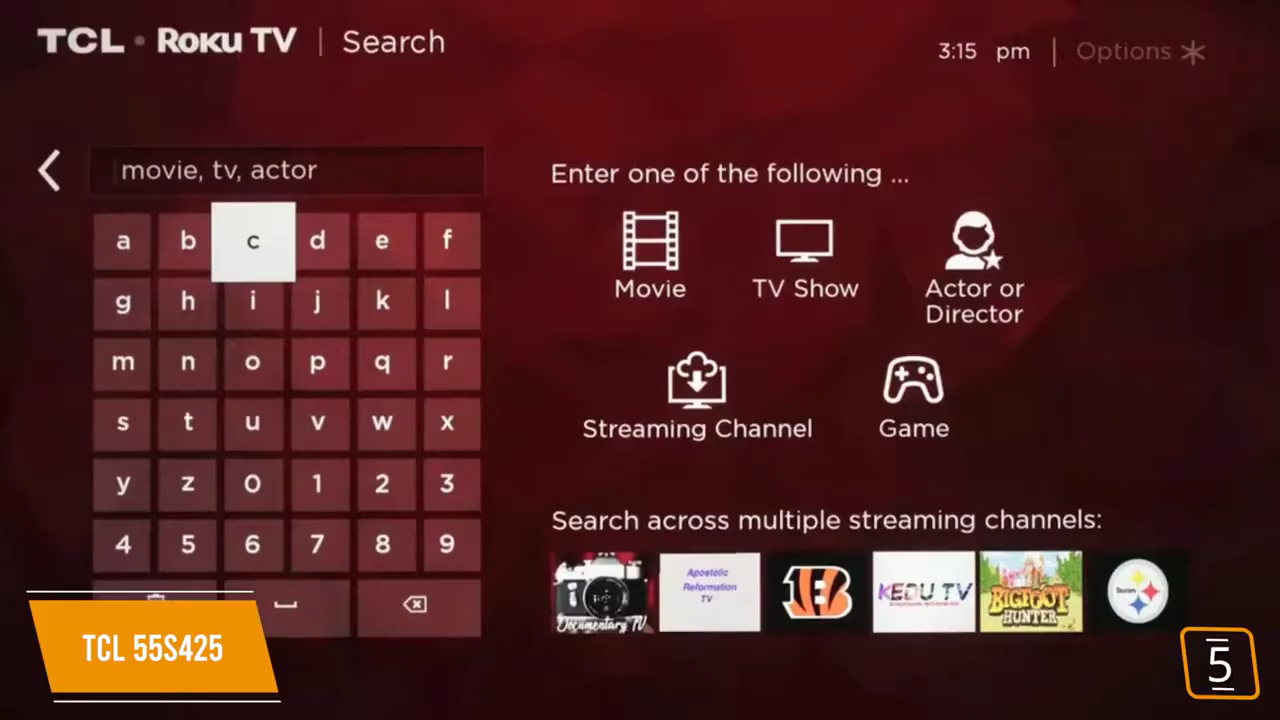 TCL • Roku TV | Search
3:15 pm | Options
movie, tv, actor
Enter one of the following ...
a b c d e f
g h i j k l
m n o p q r
s t u v w x
y z 0 1 2 3
4 5 6 7 8 9
Movie
TV Show
Actor or
Director
Streaming Channel
Game
Search across multiple streaming channels:
Documentary TV
Apostolic
Reformation
TV
B
KEDU TV
BIGFOOT
HUNTER
Steelers
TCL 55S425
5